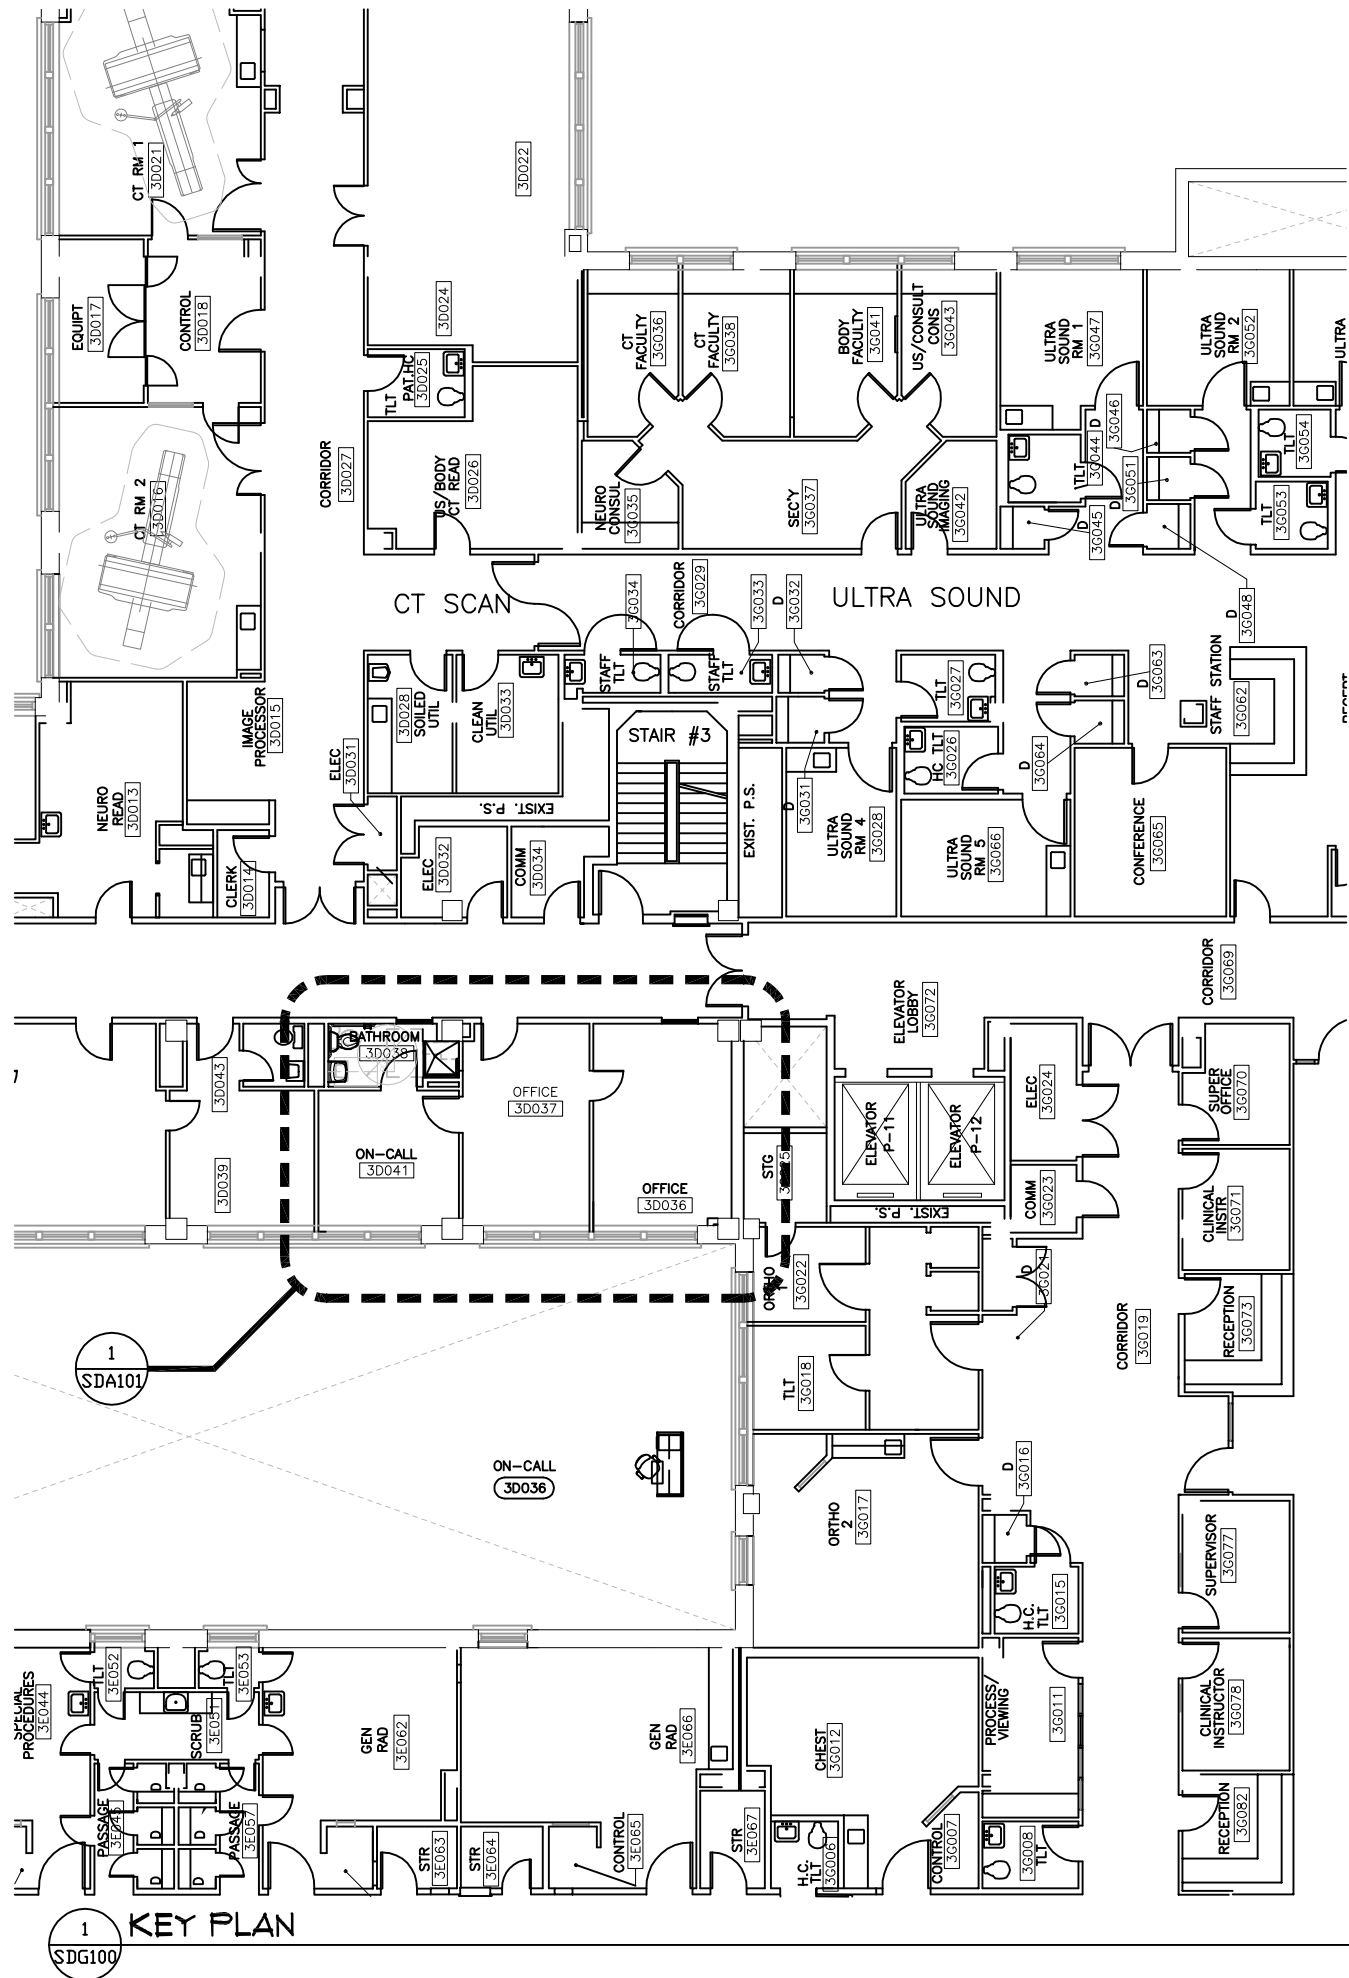 CT RM 1
3D021
3D022
EQUIPT
3D017
CONTROL
3D018
3D024
CT
FACULTY
3G036
CT
FACULTY
3G038
BODY
FACULTY
3G041
US/CONSULT
CONS
3G043
ULTRA
SOUND
RM 1
3G047
ULTRA
SOUND
RM 2
3G052
ULTRA
TLT
PAT.HC
3D025
CORRIDOR
3D027
US/BODY
CT READ
3D026
CT RM 2
3D016
NEURO
CONSUL
3G035
SEC'Y
3G037
ULTRA
SOUND
IMAGING
3G042
TLT
3G044
D
3G046
D
3G051
D
3G045
TLT
3G054
TLT
3G053
D
3G048
CT SCAN
ULTRA SOUND
3G034
CORRIDOR
3G029
3G033
D
3G032
STAFF
TLT
STAFF
TLT
TLT
3G027
HC TLT
3G026
D
3G063
D
3G064
STAFF STATION
3G062
IMAGE
PROCESSOR
3D015
3D028
SOILED
UTIL
CLEAN
UTIL
3D033
STAIR #3
ELEC
3D031
EXIST. P.S.
EXIST. P.S.
D
3G031
NEURO
READ
3D013
CLERK
3D014
ELEC
3D032
COMM
3D034
ULTRA
SOUND
RM 4
3G028
ULTRA
SOUND
RM 5
3G066
CONFERENCE
3G065
ELEVATOR
LOBBY
3G072
CORRIDOR
3G069
BATHROOM
3D038
3D043
OFFICE
3D037
ON-CALL
3D041
3D039
OFFICE
3D036
STG
ELEVATOR
P-11
ELEVATOR
P-12
EXIST. P.S.
ELEC
3G024
COMM
3G023
SUPER
OFFICE
3G070
CLINICAL
INSTR
3G071
ORTHO
3G022
D
3G021
CORRIDOR
3G019
RECEPTION
3G073
1
SDA101
TLT
3G018
ON-CALL
3D036
ORTHO
2
3G017
D
3G016
SUPERVISOR
3G077
H.C.
TLT
3G015
SPECIAL
PROCEDURES
3E044
TLT
3E052
TLT
3E053
SCRUB
3E051
GEN
RAD
3E062
GEN
RAD
3E066
CHEST
3G012
PROCESS/
VIEWING
3G011
CLINICAL
INSTRUCTOR
3G078
D
D
D
D
D
D
PASSAGE
PASSAGE
3E057
STR
3E063
STR
3E064
CONTROL
3E065
STR
3E067
H.C.
TLT
3G006
CONTROL
3G007
3G008
TLT
RECEPTION
3G082
1
SDG100
KEY PLAN